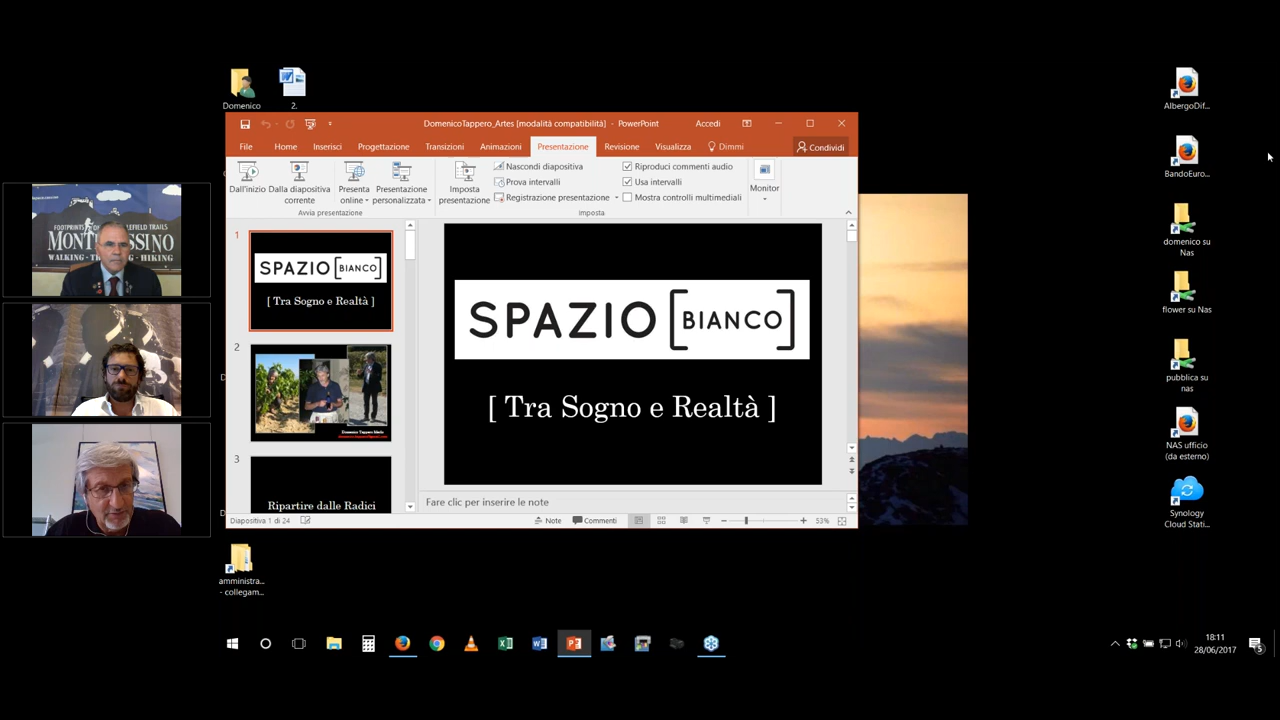 Domenico
2.
DomenicoTappero_Artes [modalità compatibilità] - PowerPoint
Accedi
File
Home
Inserisci
Progettazione
Transizioni
Animazioni
Presentazione
Revisione
Visualizza
Dimmi
Condividi
Dall'inizio
Dalla diapositiva
corrente
Presenta
online
Presentazione
personalizzata
Imposta
presentazione
Nascondi diapositiva
Prova intervalli
Registrazione presentazione
Riproduci commenti audio
Usa intervalli
Mostra controlli multimediali
Monitor
Avvia presentazione
Imposta
1
SPAZIO [BIANCO]
[ Tra Sogno e Realtà ]
2
3
Ripartire dalle Radici
SPAZIO [BIANCO]
[ Tra Sogno e Realtà ]
Fare clic per inserire le note
Diapositiva 1 di 24
Note
Commenti
53%
WALKING - TREKKING - HIKING
AlbergoDif...
BandoEuro...
domenico su
Nas
flower su Nas
pubblica su
nas
NAS ufficio
(da esterno)
Synology
Cloud Stati...
amministra...
- collegam...
18:11
28/06/2017
5